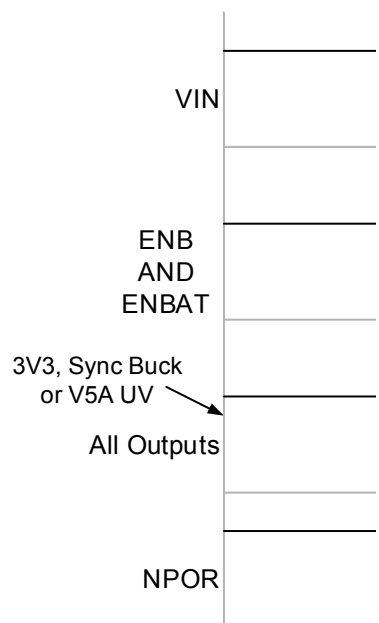 VIN
ENB
AND
ENBAT
3V3, Sync Buck
or V5A UV
All Outputs
NPOR